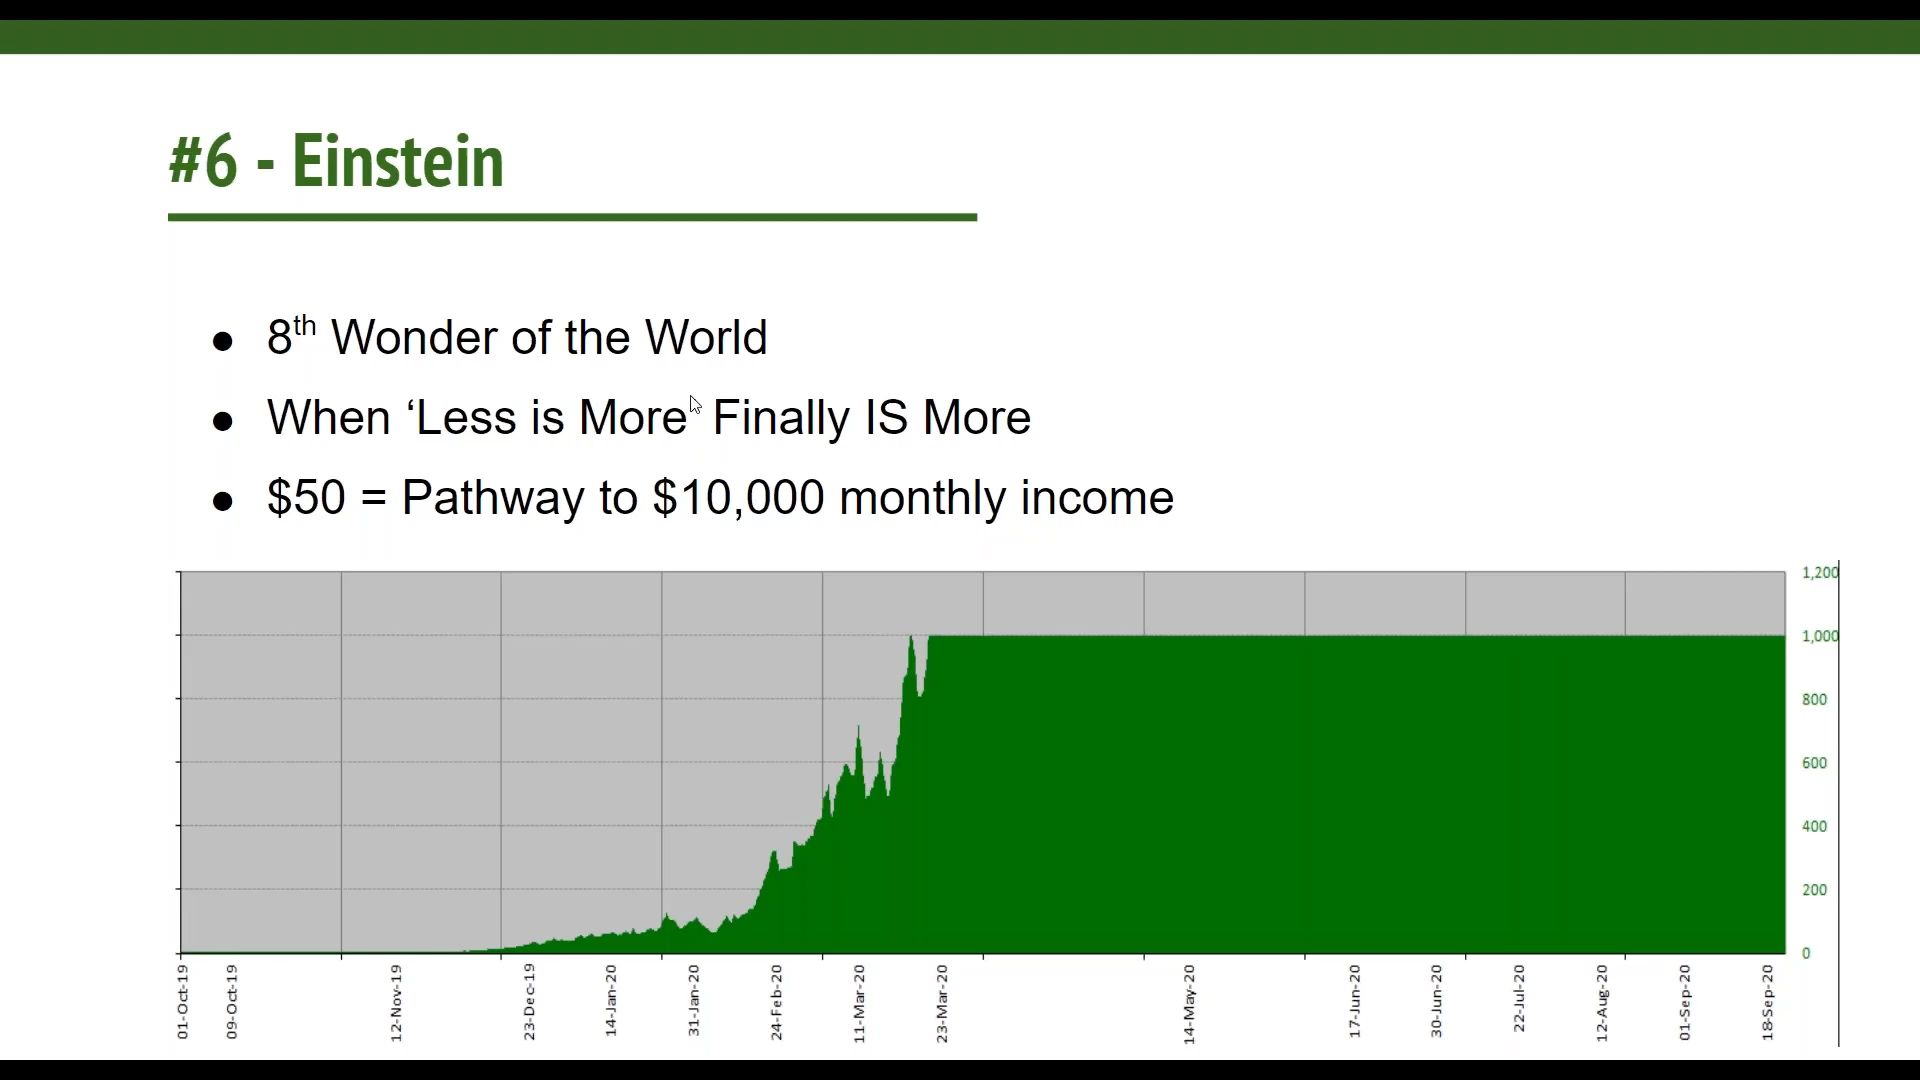 #6 - Einstein
● 8th Wonder of the World
● When ‘Less is More’ Finally IS More
● $50 = Pathway to $10,000 monthly income
1,200
1,000
800
600
400
200
0
01-Oct-19
09-Oct-19
12-Nov-19
23-Dec-19
14-Jan-20
31-Jan-20
24-Feb-20
11-Mar-20
23-Mar-20
14-May-20
17-Jun-20
30-Jun-20
22-Jul-20
12-Aug-20
01-Sep-20
18-Sep-20